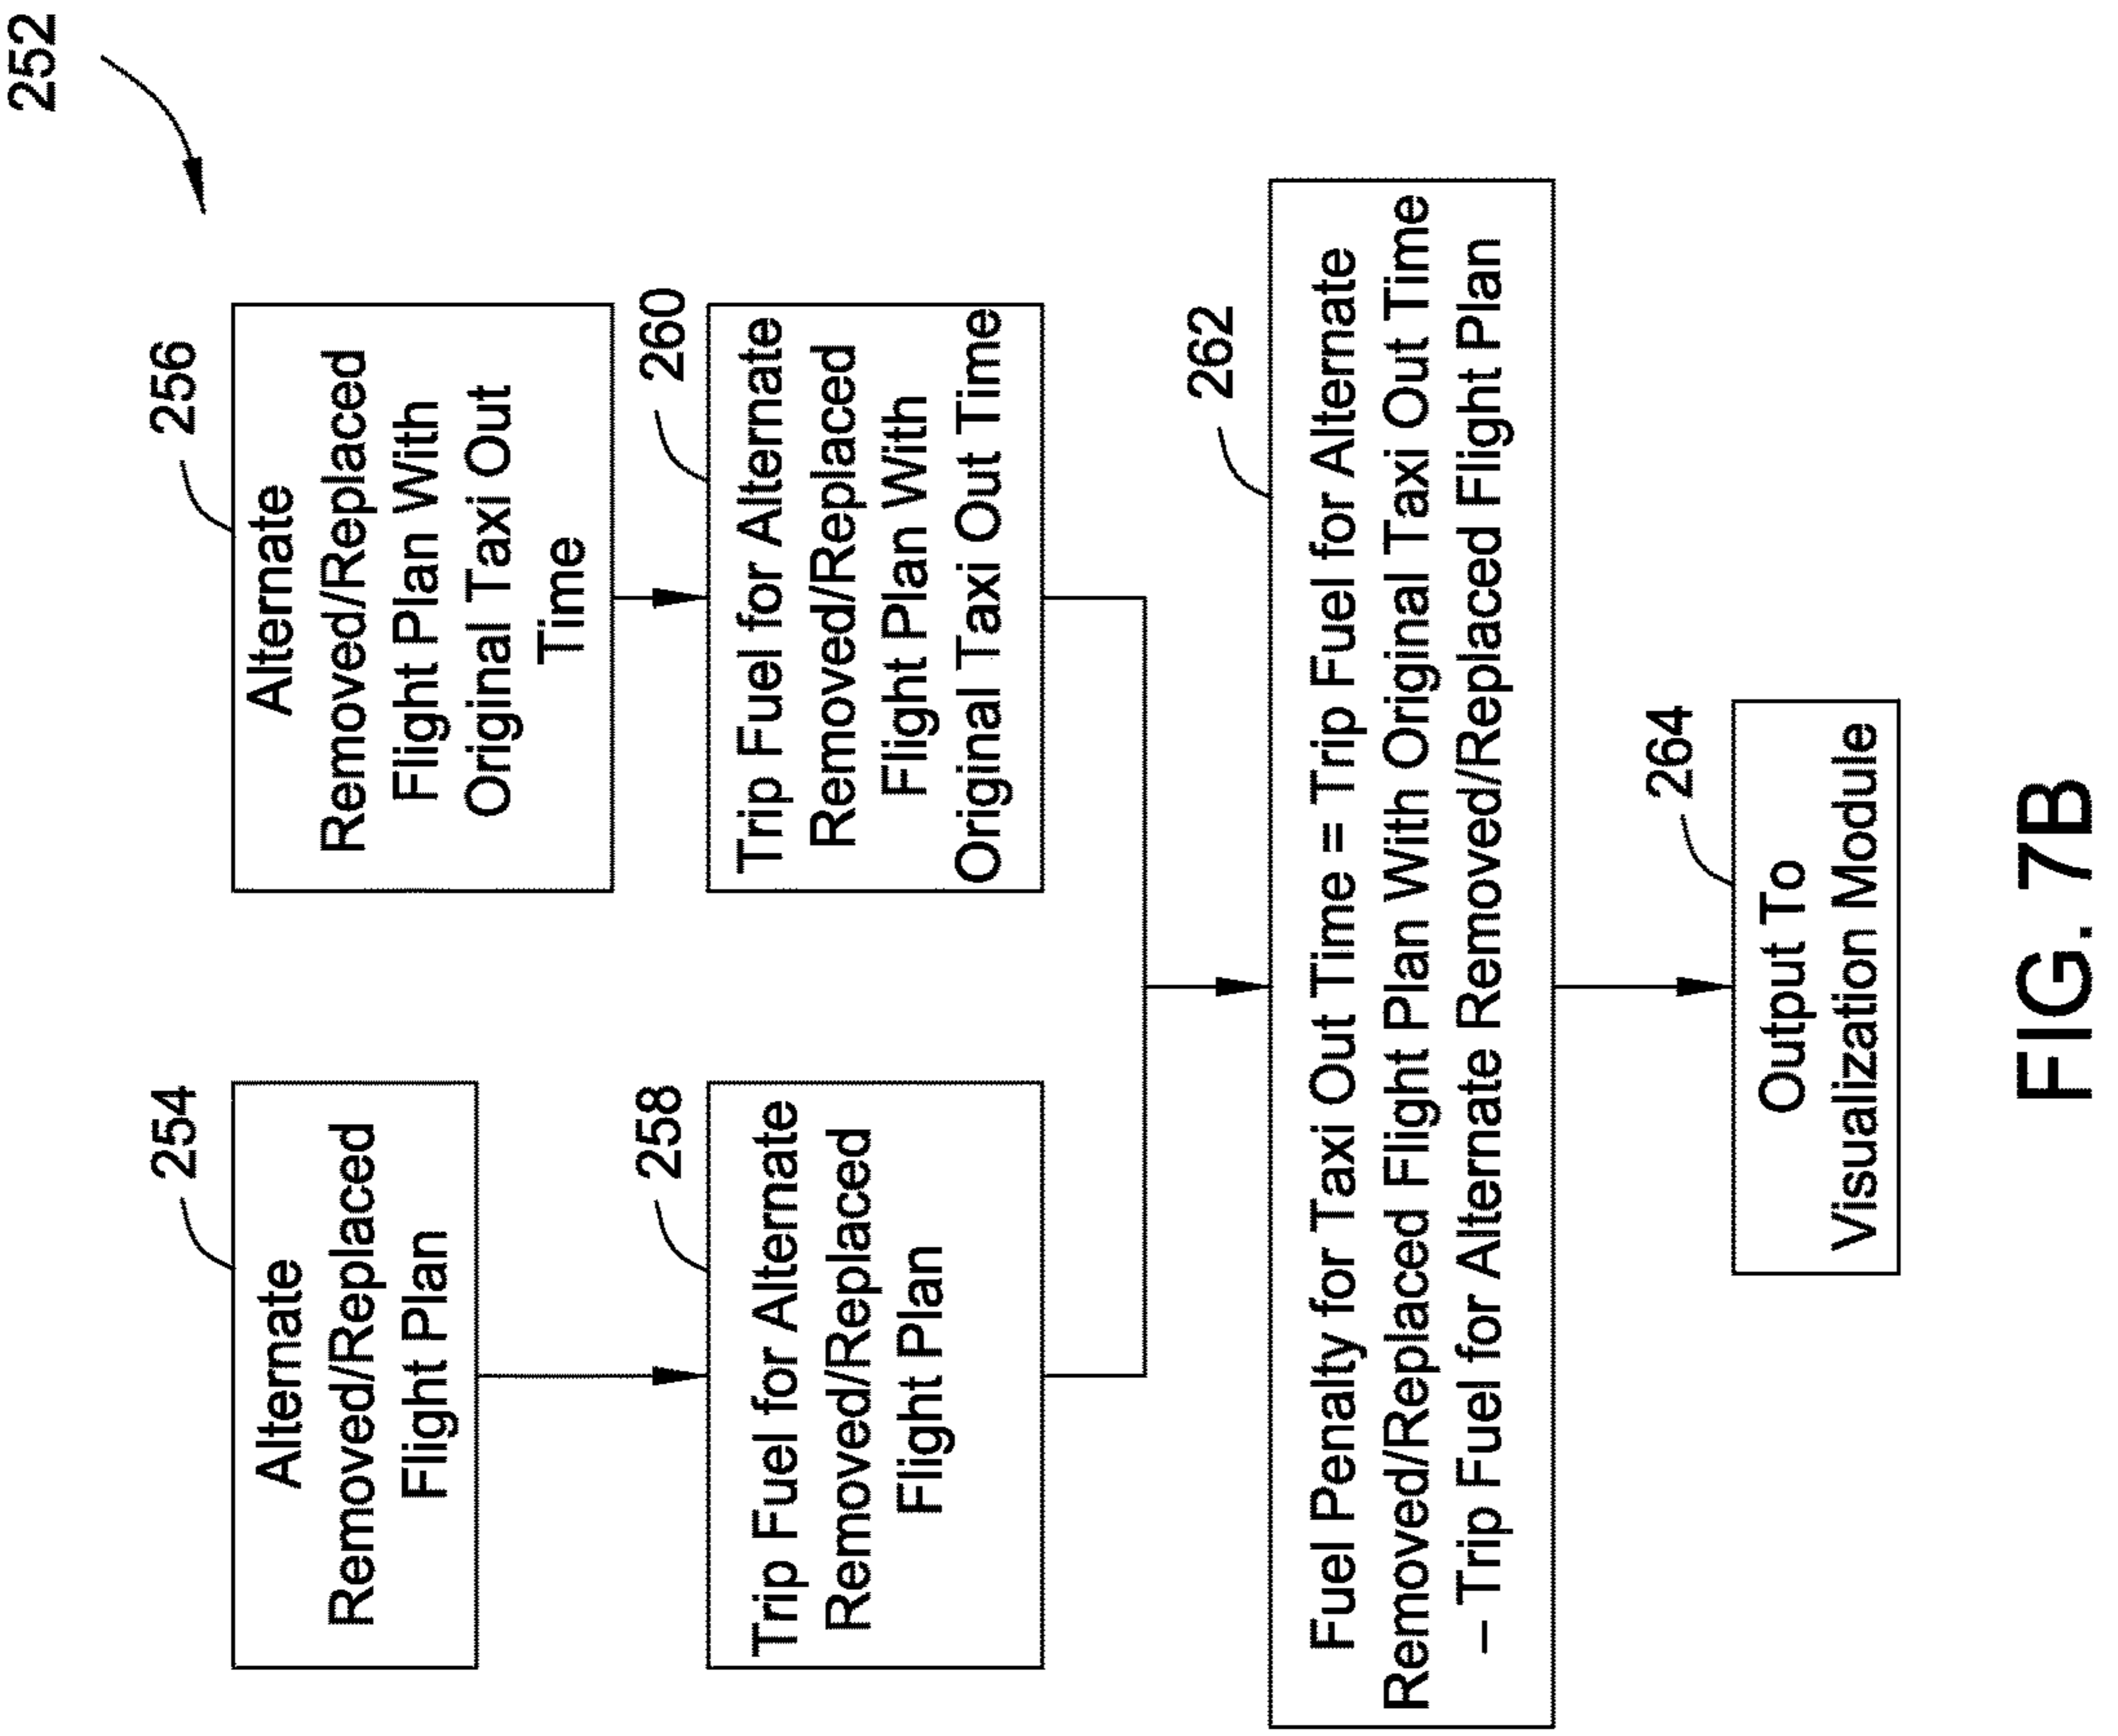 252
254
Alternate
Removed/Replaced
Flight Plan
256
Alternate
Removed/Replaced
Flight Plan With
Original Taxi Out
Time
258
Trip Fuel for Alternate
Removed/Replaced
Flight Plan
260
Trip Fuel for Alternate
Removed/Replaced
Flight Plan With
Original Taxi Out Time
262
Fuel Penalty for Taxi Out Time = Trip Fuel for Alternate
Removed/Replaced Flight Plan With Original Taxi Out Time
– Trip Fuel for Alternate Removed/Replaced Flight Plan
264
Output To
Visualization Module
FIG. 7B